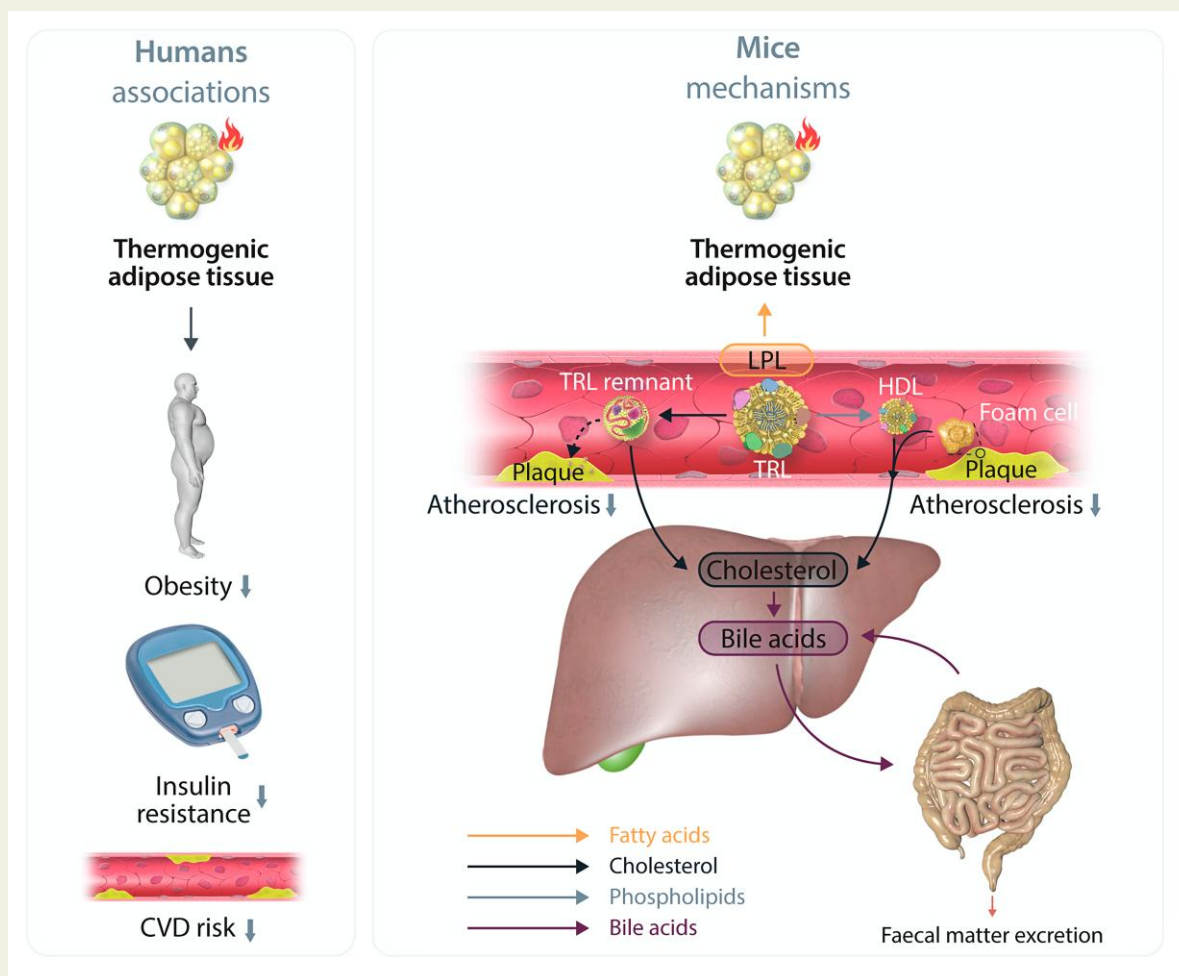 Humans
associations
Thermogenic
adipose tissue
Obesity
Insulin
resistance
CVD risk
Mice
mechanisms
Thermogenic
adipose tissue
LPL
TRL remnant
HDL
Foam cell
TRL
Plaque
Plaque
Atherosclerosis
Atherosclerosis
Cholesterol
Bile acids
Fatty acids
Cholesterol
Phospholipids
Bile acids
Faecal matter excretion